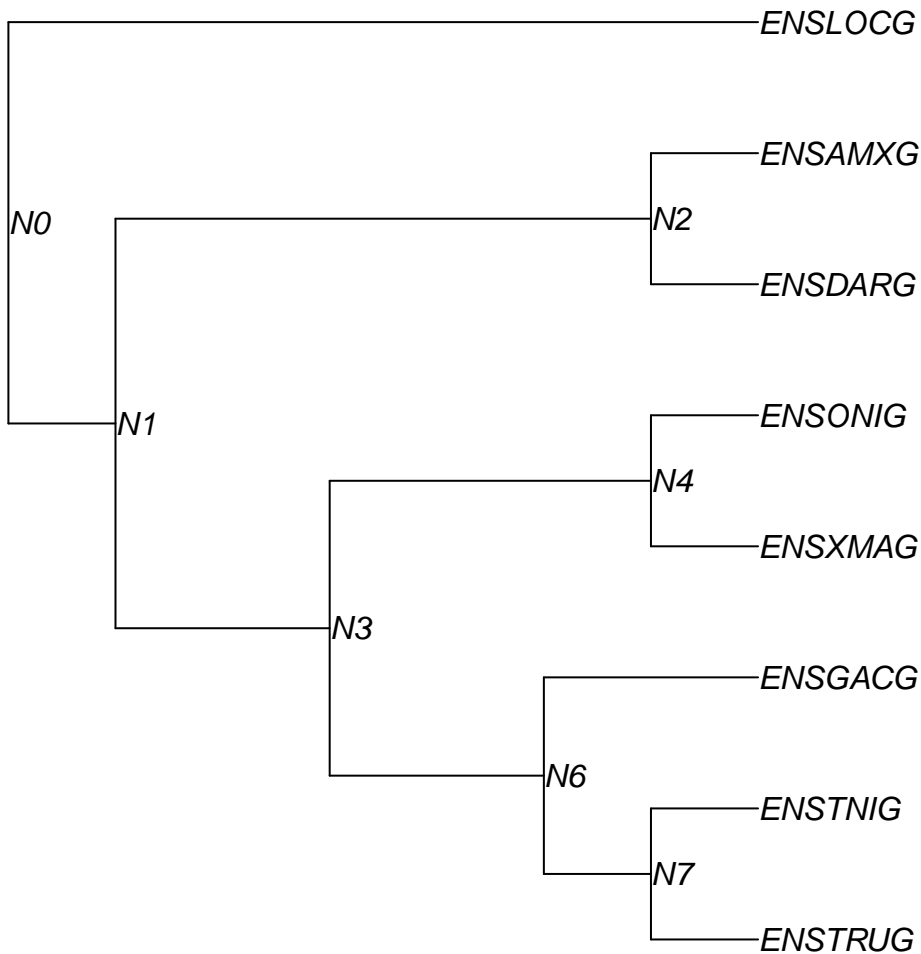 ENSLOCG
ENSAMXG
N0
N2
ENSDARG
ENSONIG
N1
N4
ENSXMAG
N3
ENSGACG
N6
ENSTNIG
N7
ENSTRUG